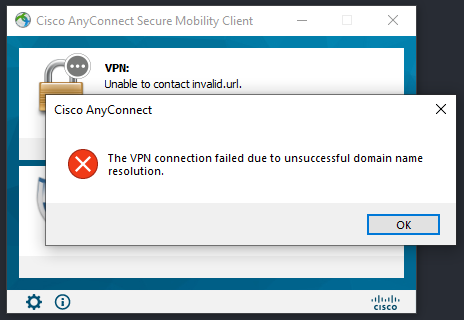 Cisco AnyConnect Secure Mobility Client
VPN:
Unable to contact invalid.url.
Cisco AnyConnect
The VPN connection failed due to unsuccessful domain name
resolution.
OK
CISCO